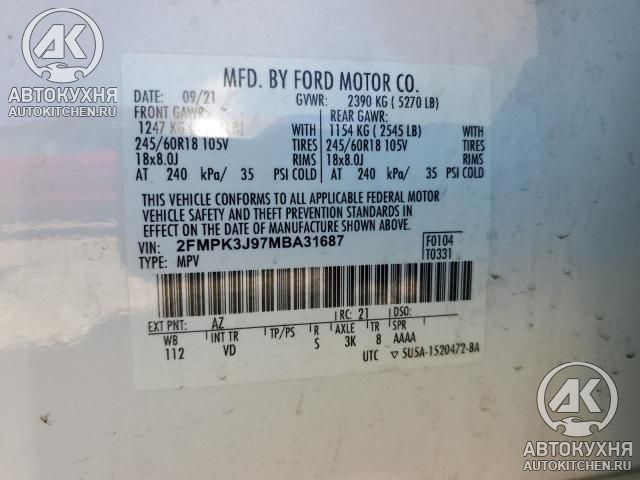 AK
АВТОКУХНЯ
AUTOKITCHEN.RU
MFD. BY FORD MOTOR CO.
DATE: 09/21 GVWR: 2390 KG ( 5270 LB)
FRONT GAWR: REAR GAWR:
1247 KG WITH 1154 KG ( 2545 LB) WITH
245/60R18 105V TIRES 245/60R18 105V TIRES
18x8.0J RIMS 18x8.0J RIMS
AT 240 kPa/ 35 PSI COLD AT 240 kPa/ 35 PSI COLD
THIS VEHICLE CONFORMS TO ALL APPLICABLE FEDERAL MOTOR
VEHICLE SAFETY AND THEFT PREVENTION STANDARDS IN
EFFECT ON THE DATE OF MANUFACTURE SHOWN ABOVE.
VIN: 2FMPK3J97MBA31687 F0104
TYPE: MPV T0331
EXT PNT: AZ RC: 21 DSO:
WB INT TR TP/PS R AXLE TR SPR
112 VD S 3K 8 AAAA
UTC ▽ 5U5A-1520472-BA
AK
АВТОКУХНЯ
AUTOKITCHEN.RU